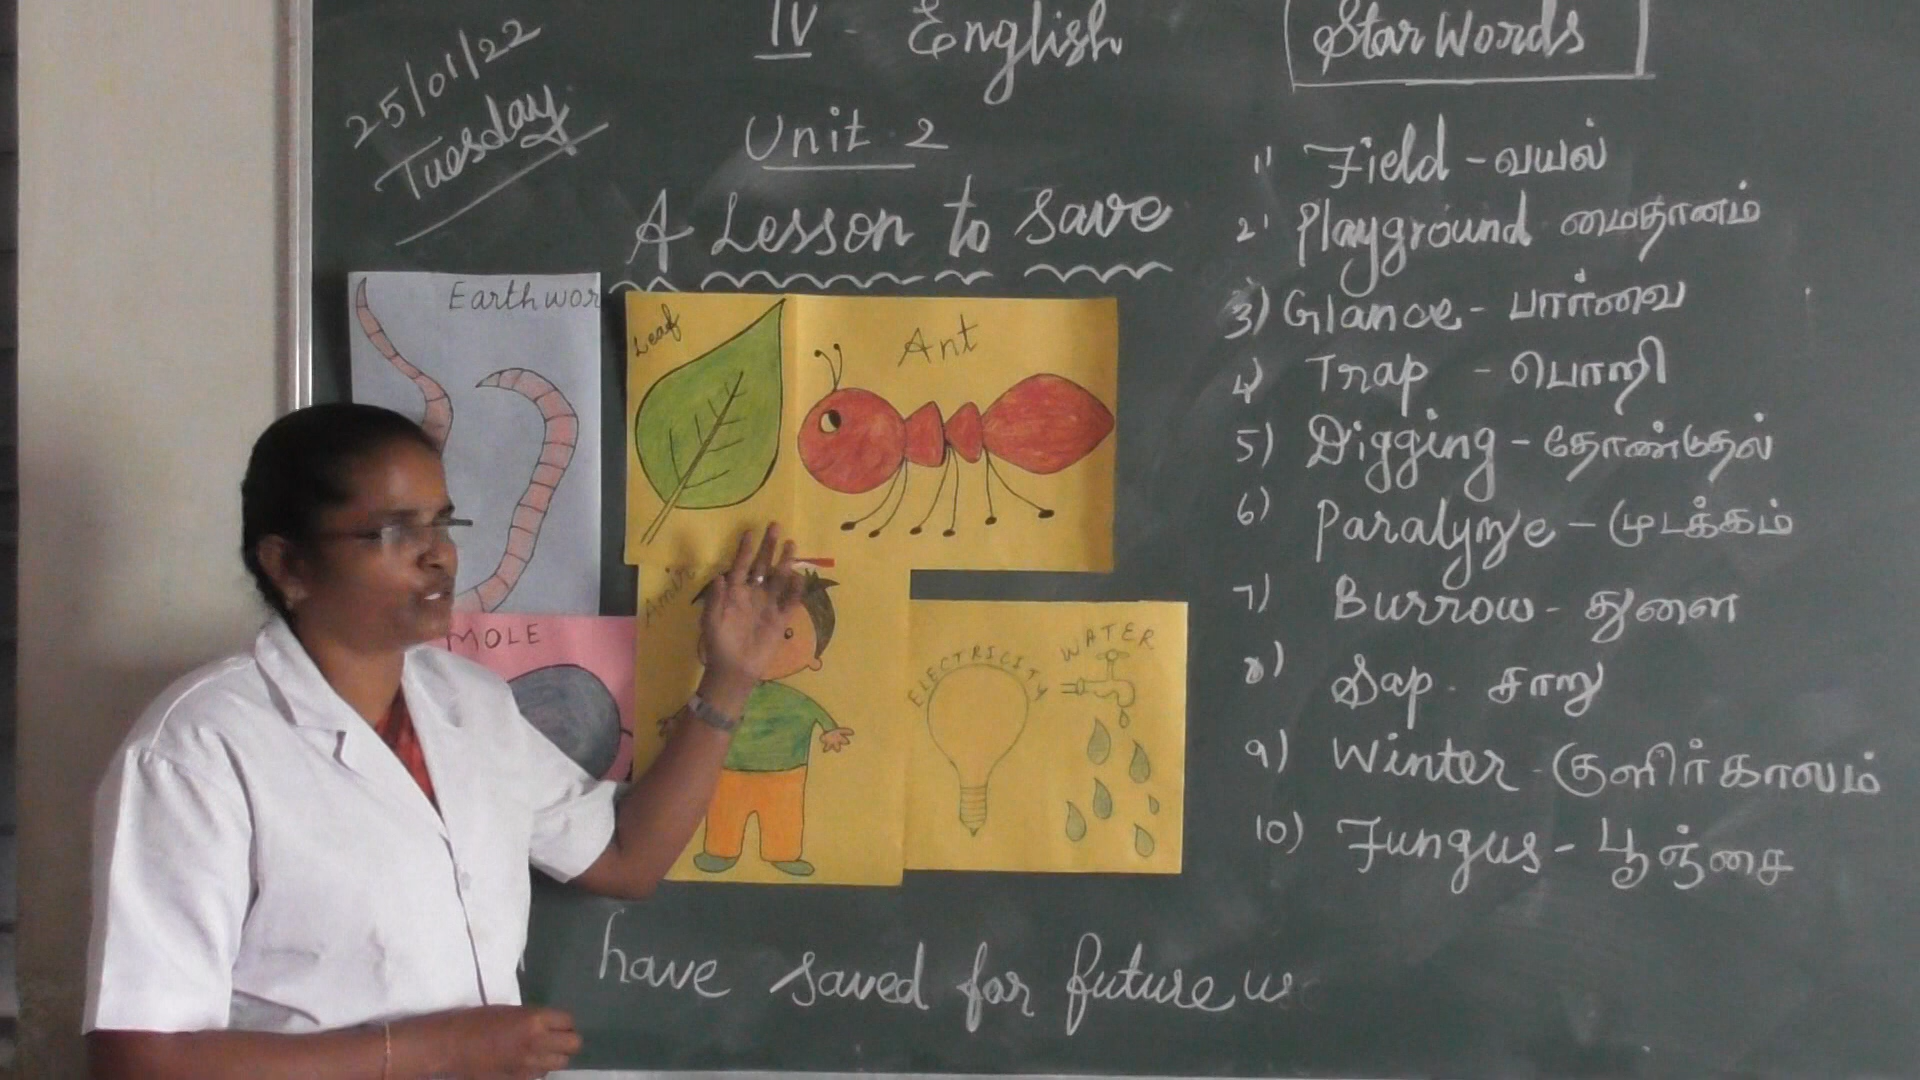 25/01/22
Tuesday
IV - English
Unit 2
A Lesson to save
Earthwor
Leaf
Ant
Amir
MOLE
ELECTRICITY
WATER
have saved for future
Star Words
1) Field - வயல்
2) Playground மைதானம்
3) Glance - பார்வை
4) Trap - பொறி
5) Digging - தோண்டுதல்
6) Paralyze - முடக்கம்
7) Burrow - துளை
8) Sap - சாறு
9) Winter - குளிர்காலம்
10) Fungus - பூஞ்சை